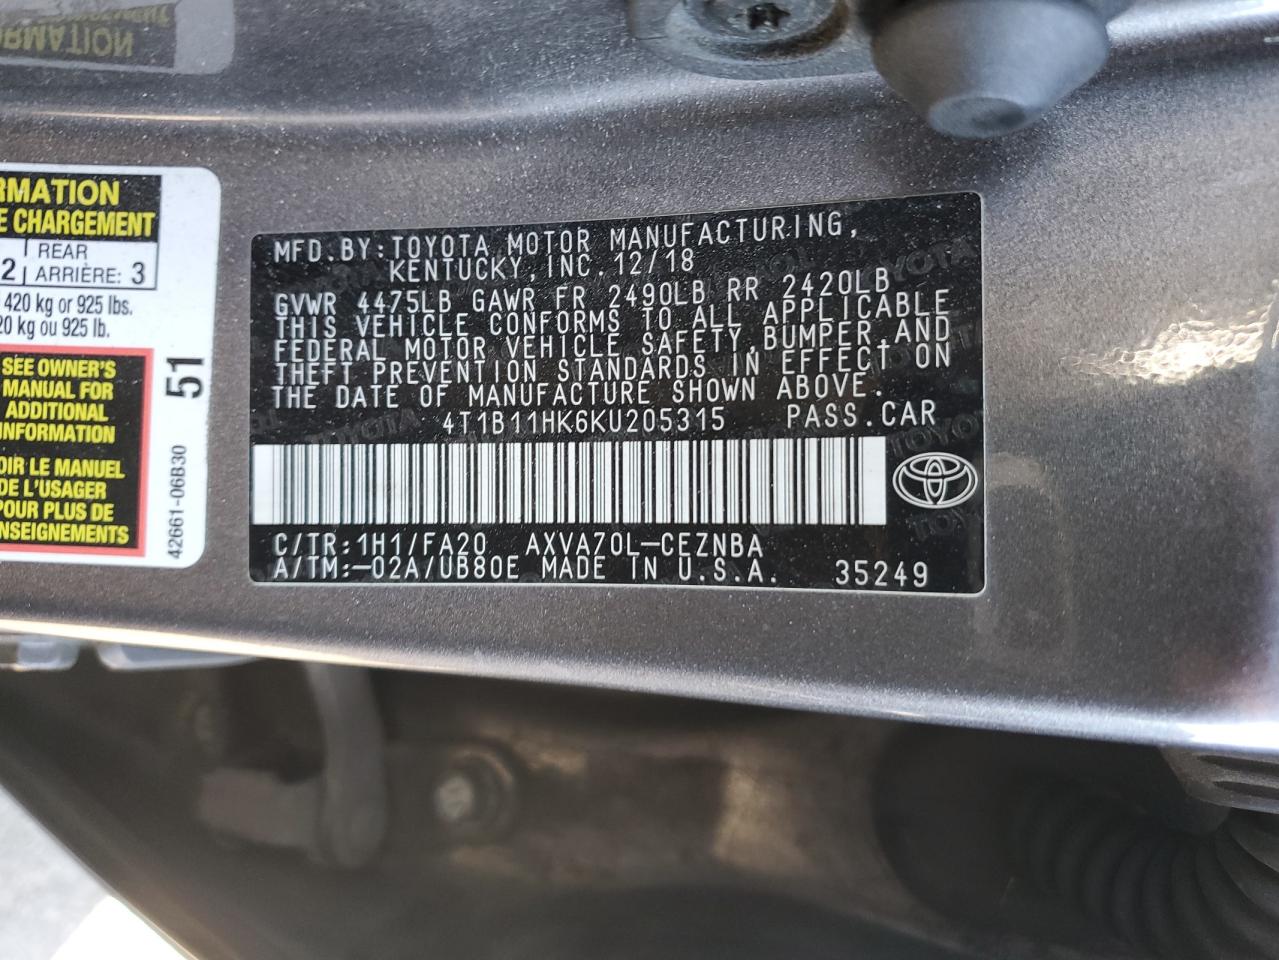 ORMATION
RMATION
E CHARGEMENT
2 REAR
ARRIÈRE: 3
420 kg or 925 lbs.
20 kg ou 925 lb.
SEE OWNER'S
MANUAL FOR
ADDITIONAL
INFORMATION
OIR LE MANUEL
DE L'USAGER
POUR PLUS DE
NSEIGNEMENTS
51
42661-06B30
MFD.BY:TOYOTA MOTOR MANUFACTURING,
KENTUCKY,INC.12/18
GVWR 4475LB GAWR FR 2490LB RR 2420LB
THIS VEHICLE CONFORMS TO ALL APPLICABLE
FEDERAL MOTOR VEHICLE SAFETY,BUMPER,AND
THEFT PREVENTION STANDARDS IN EFFECT ON
THE DATE OF MANUFACTURE SHOWN ABOVE.
4T1B11HK6KU205315 PASS.CAR
C/TR:1H1/FA20 AXVA70L-CEZNBA
A/TM:-02A/UB80E MADE IN U.S.A. 35249